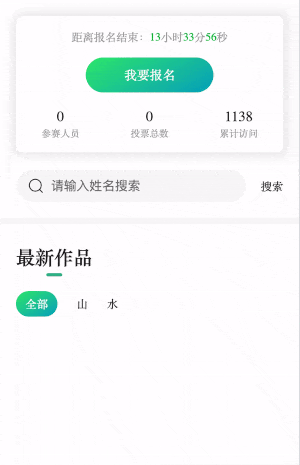 距离报名结束：13小时33分56秒
我要报名
0 0 1138
参赛人员 投票总数 累计访问
请输入姓名搜索 搜索
最新作品
全部 山 水